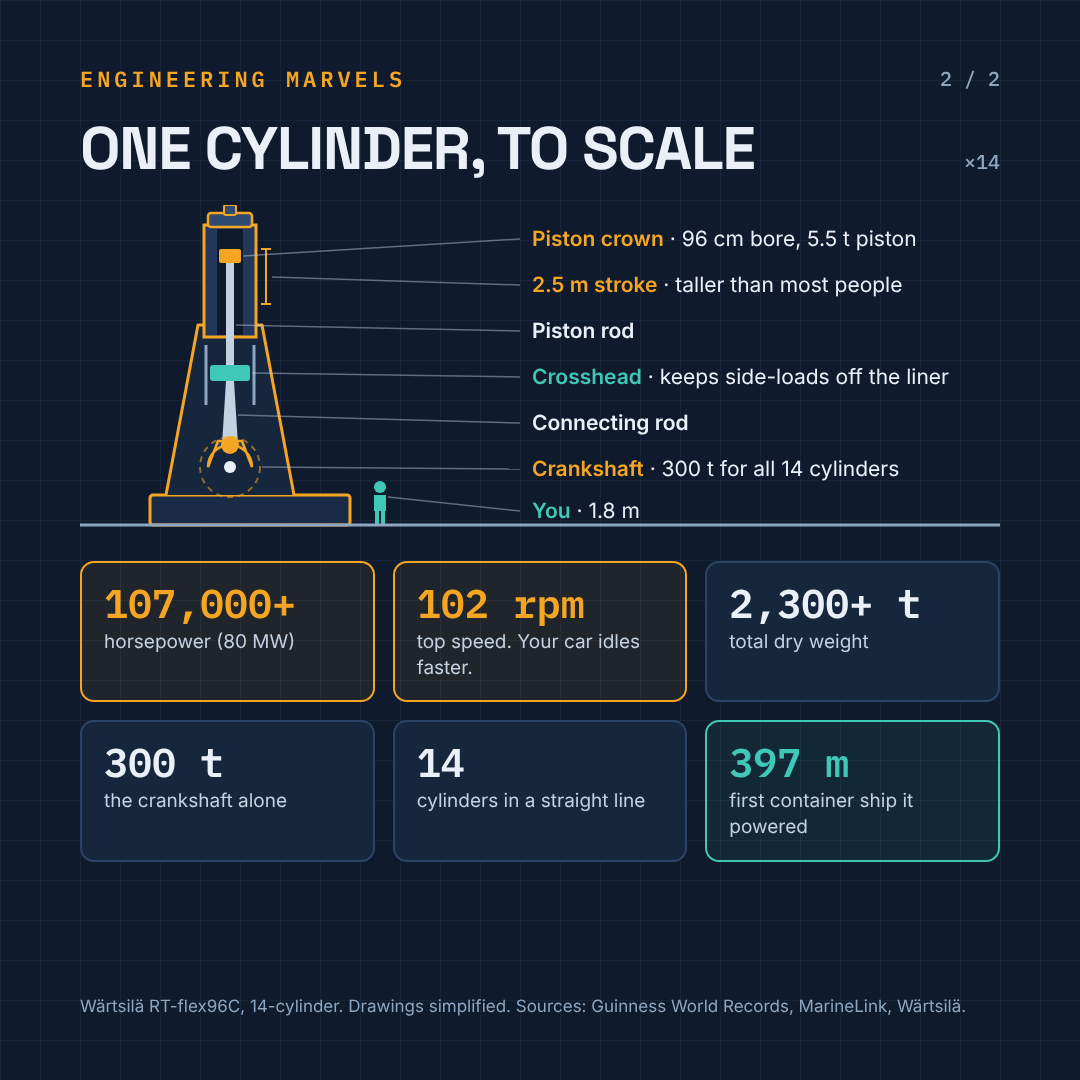 ENGINEERING MARVELS
2 / 2
ONE CYLINDER, TO SCALE
×14
Piston crown · 96 cm bore, 5.5 t piston
2.5 m stroke · taller than most people
Piston rod
Crosshead · keeps side-loads off the liner
Connecting rod
Crankshaft · 300 t for all 14 cylinders
You · 1.8 m
107,000+
horsepower (80 MW)
102 rpm
top speed. Your car idles
faster.
2,300+ t
total dry weight
300 t
the crankshaft alone
14
cylinders in a straight line
397 m
first container ship it
powered
Wärtsilä RT-flex96C, 14-cylinder. Drawings simplified. Sources: Guinness World Records, MarineLink, Wärtsilä.